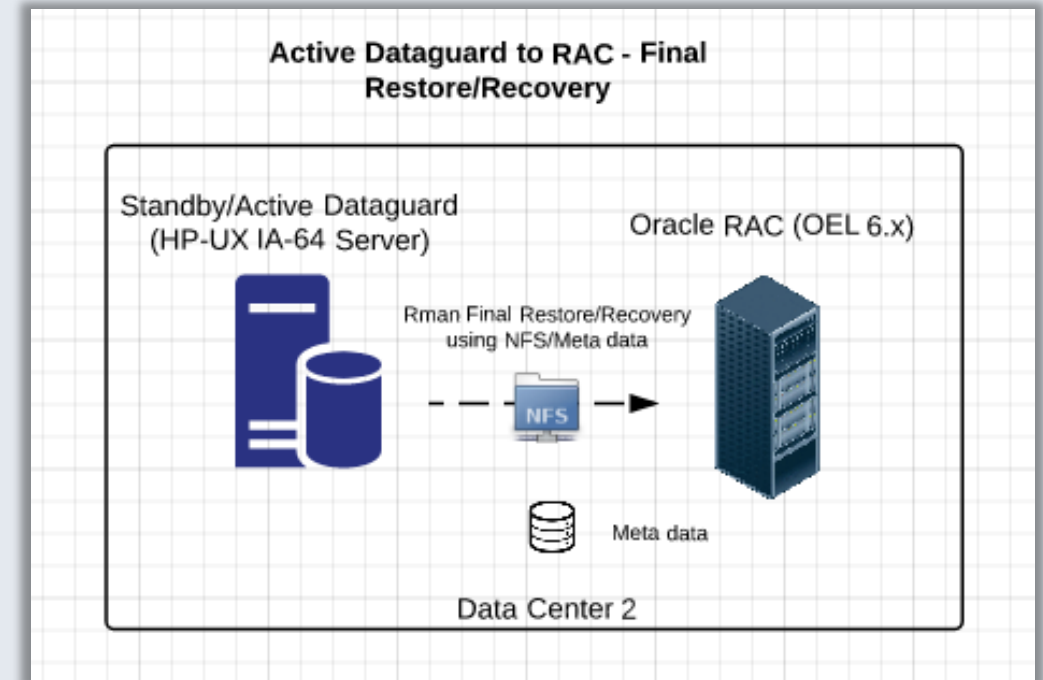 Active Dataguard to RAC - Final
Restore/Recovery
Standby/Active Dataguard
(HP-UX IA-64 Server)
Oracle RAC (OEL 6.x)
Rman Final Restore/Recovery
using NFS/Meta data
NFS
Meta data
Data Center 2